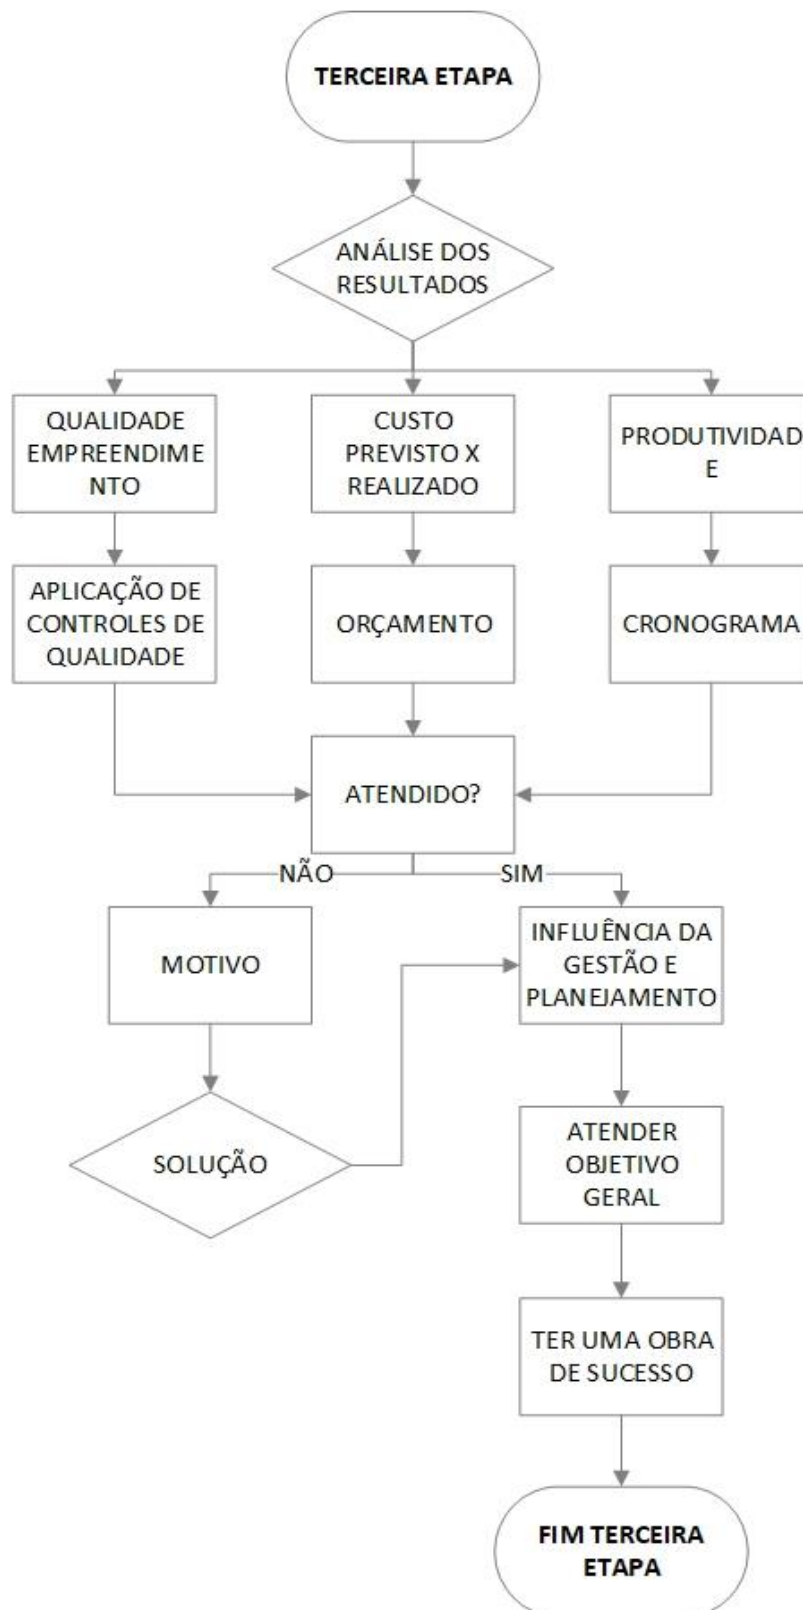 TERCEIRA ETAPA
ANÁLISE DOS
RESULTADOS
QUALIDADE
EMPREENDIME
NTO
CUSTO
PREVISTO X
REALIZADO
PRODUTIVIDAD
E
APLICAÇÃO DE
CONTROLES DE
QUALIDADE
ORÇAMENTO
CRONOGRAMA
ATENDIDO?
NÃO
SIM
MOTIVO
INFLUÊNCIA DA
GESTÃO E
PLANEJAMENTO
SOLUÇÃO
ATENDER
OBJETIVO
GERAL
TER UMA OBRA
DE SUCESSO
FIM TERCEIRA
ETAPA